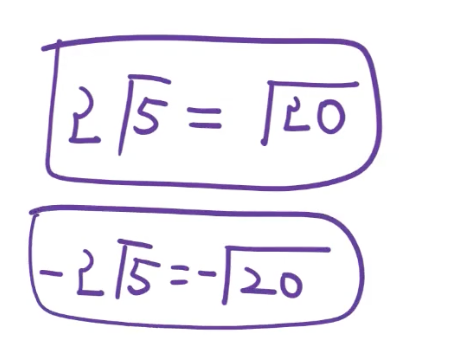 2√5 = √20
-2√5 = -√20